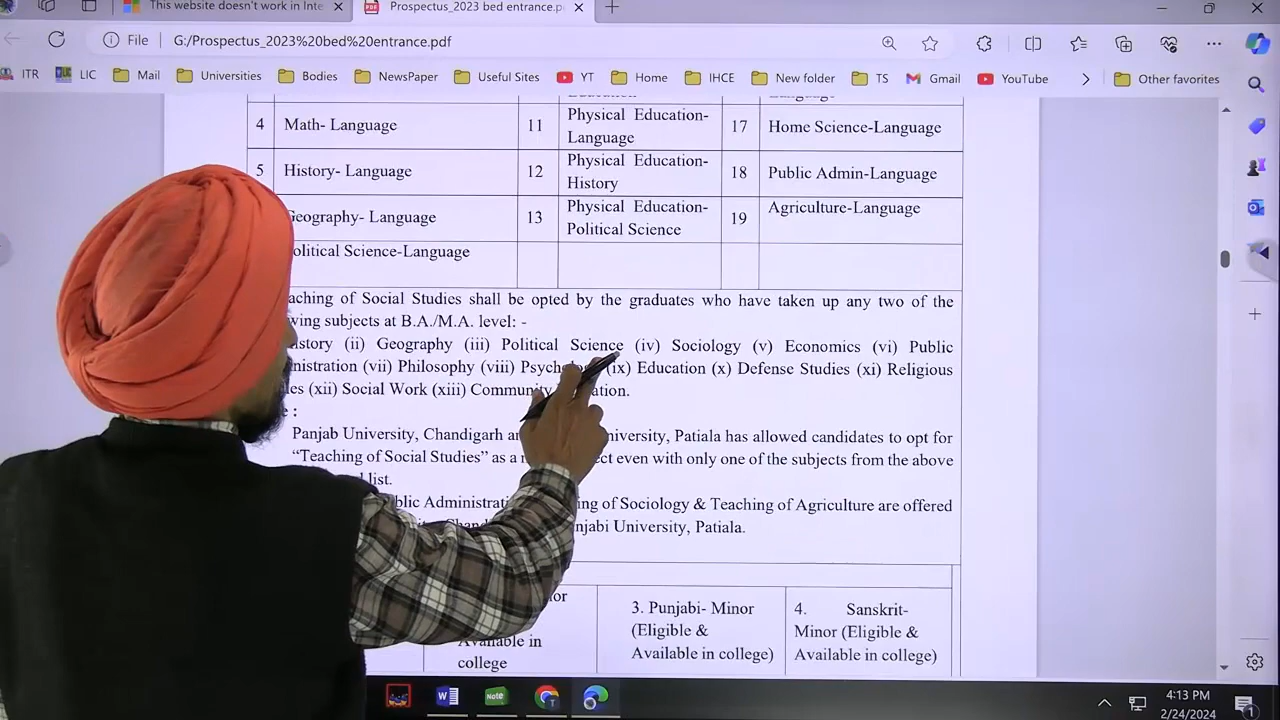 This website doesn't work in Inte
Prospectus_2023 bed entrance.p
File G:/Prospectus_2023%20bed%20entrance.pdf
ITR LIC Mail Universities Bodies NewsPaper Useful Sites YT Home IHCE New folder TS Gmail YouTube Other favorites
4 Math- Language 11 Physical Education- Language 17 Home Science-Language
5 History- Language 12 Physical Education- History 18 Public Admin-Language
Geography- Language 13 Physical Education- Political Science 19 Agriculture-Language
olitical Science-Language
aching of Social Studies shall be opted by the graduates who have taken up any two of the
ving subjects at B.A./M.A. level: -
istory (ii) Geography (iii) Political Science (iv) Sociology (v) Economics (vi) Public
nistration (vii) Philosophy (viii) Psycholo (ix) Education (x) Defense Studies (xi) Religious
es (xii) Social Work (xiii) Community ation.
e :
Panjab University, Chandigarh an niversity, Patiala has allowed candidates to opt for
“Teaching of Social Studies” as a ect even with only one of the subjects from the above
list.
blic Administrati ng of Sociology & Teaching of Agriculture are offered
njabi University, Patiala.
or
Available in
college
3. Punjabi- Minor
(Eligible &
Available in college)
4. Sanskrit-
Minor (Eligible &
Available in college)
Note
4:13 PM
2/24/2024